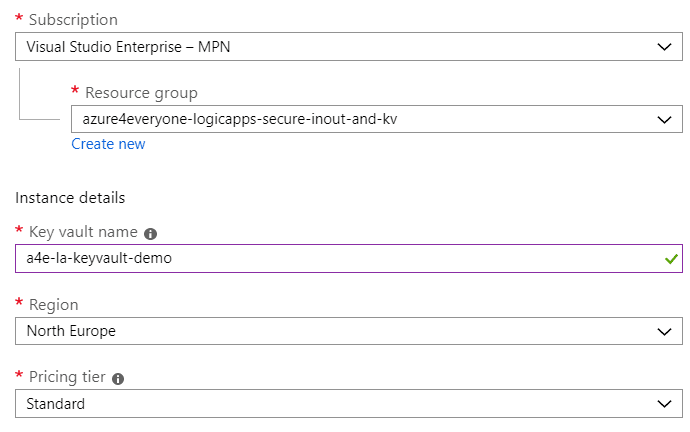 * Subscription
Visual Studio Enterprise – MPN
* Resource group
azure4everyone-logicapps-secure-inout-and-kv
Create new
Instance details
* Key vault name
a4e-la-keyvault-demo
* Region
North Europe
* Pricing tier
Standard